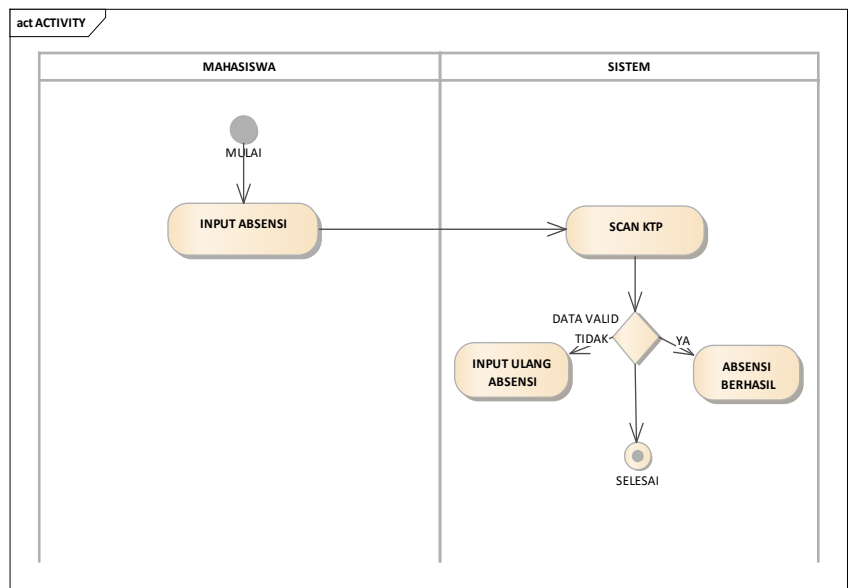 act ACTIVITY
MAHASISWA
SISTEM
MULAI
INPUT ABSENSI
SCAN KTP
DATA VALID
TIDAK
YA
INPUT ULANG
ABSENSI
ABSENSI
BERHASIL
SELESAI